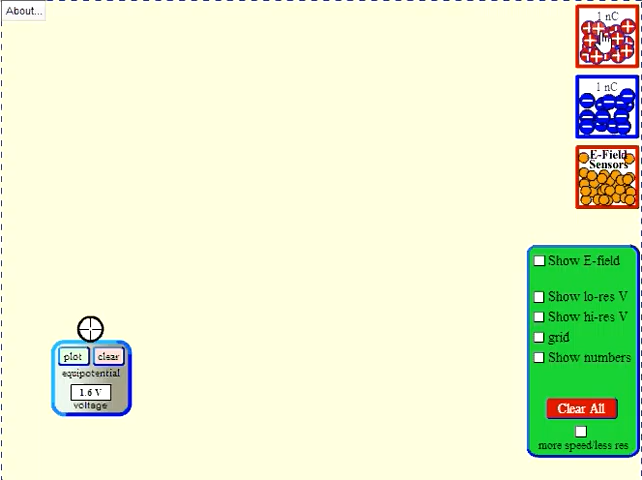 About...
1 nC
1 nC
E-Field
Sensors
Show E-field
Show lo-res V
Show hi-res V
grid
Show numbers
Clear All
more speed/less res
plot clear
equipotential
1.6 V
voltage